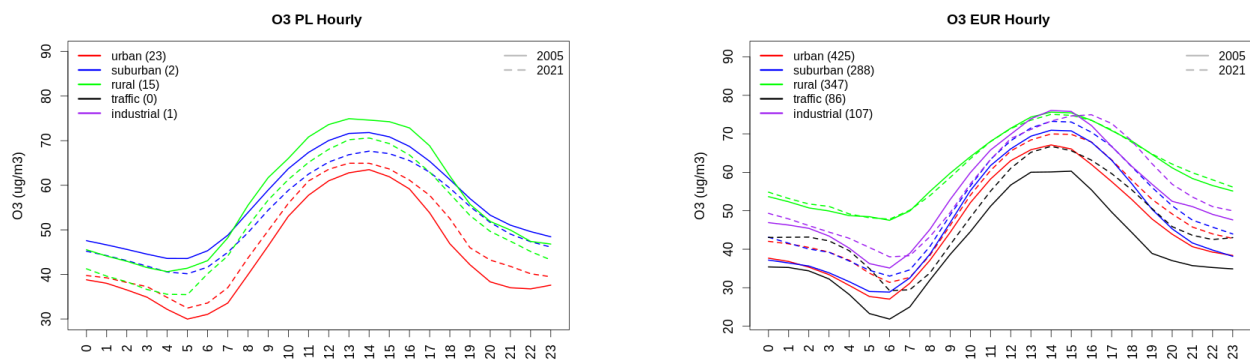 O3 PL Hourly
O3 (ug/m3)
90
80
70
60
50
40
30
urban (23)
suburban (2)
rural (15)
traffic (0)
industrial (1)
2005
2021
0 1 2 3 4 5 6 7 8 9 10 11 12 13 14 15 16 17 18 19 20 21 22 23
O3 EUR Hourly
O3 (ug/m3)
90
80
70
60
50
40
30
20
urban (425)
suburban (288)
rural (347)
traffic (86)
industrial (107)
2005
2021
0 1 2 3 4 5 6 7 8 9 10 11 12 13 14 15 16 17 18 19 20 21 22 23